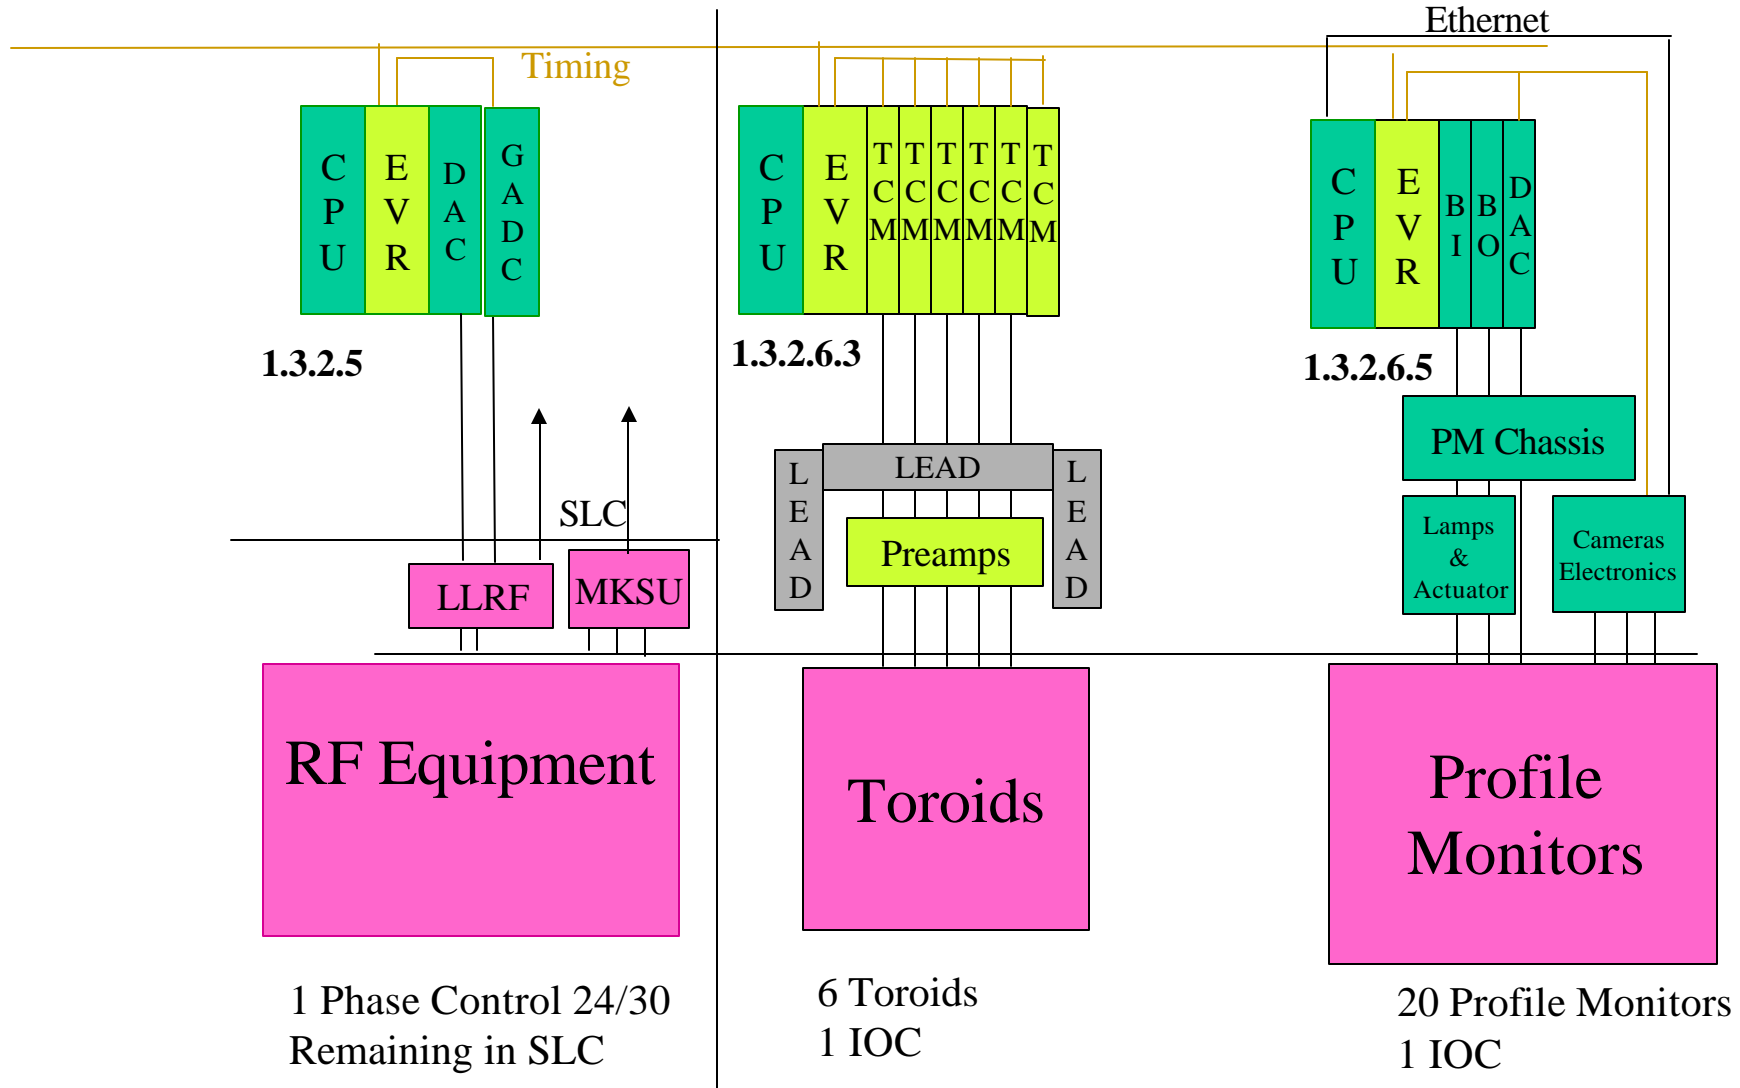 Ethernet
Timing
CPU
EVR
DAC
GADC
CPU
EVR
TCM
TCM
TCM
TCM
TCM
TCM
CPU
EVR
BI
BO
DAC
1.3.2.5
1.3.2.6.3
1.3.2.6.5
SLC
LEAD
LEAD
LEAD
PM Chassis
LLRF
MKSU
Preamps
Lamps
&
Actuator
Cameras
Electronics
RF Equipment
Toroids
Profile
Monitors
1 Phase Control 24/30
Remaining in SLC
6 Toroids
1 IOC
20 Profile Monitors
1 IOC